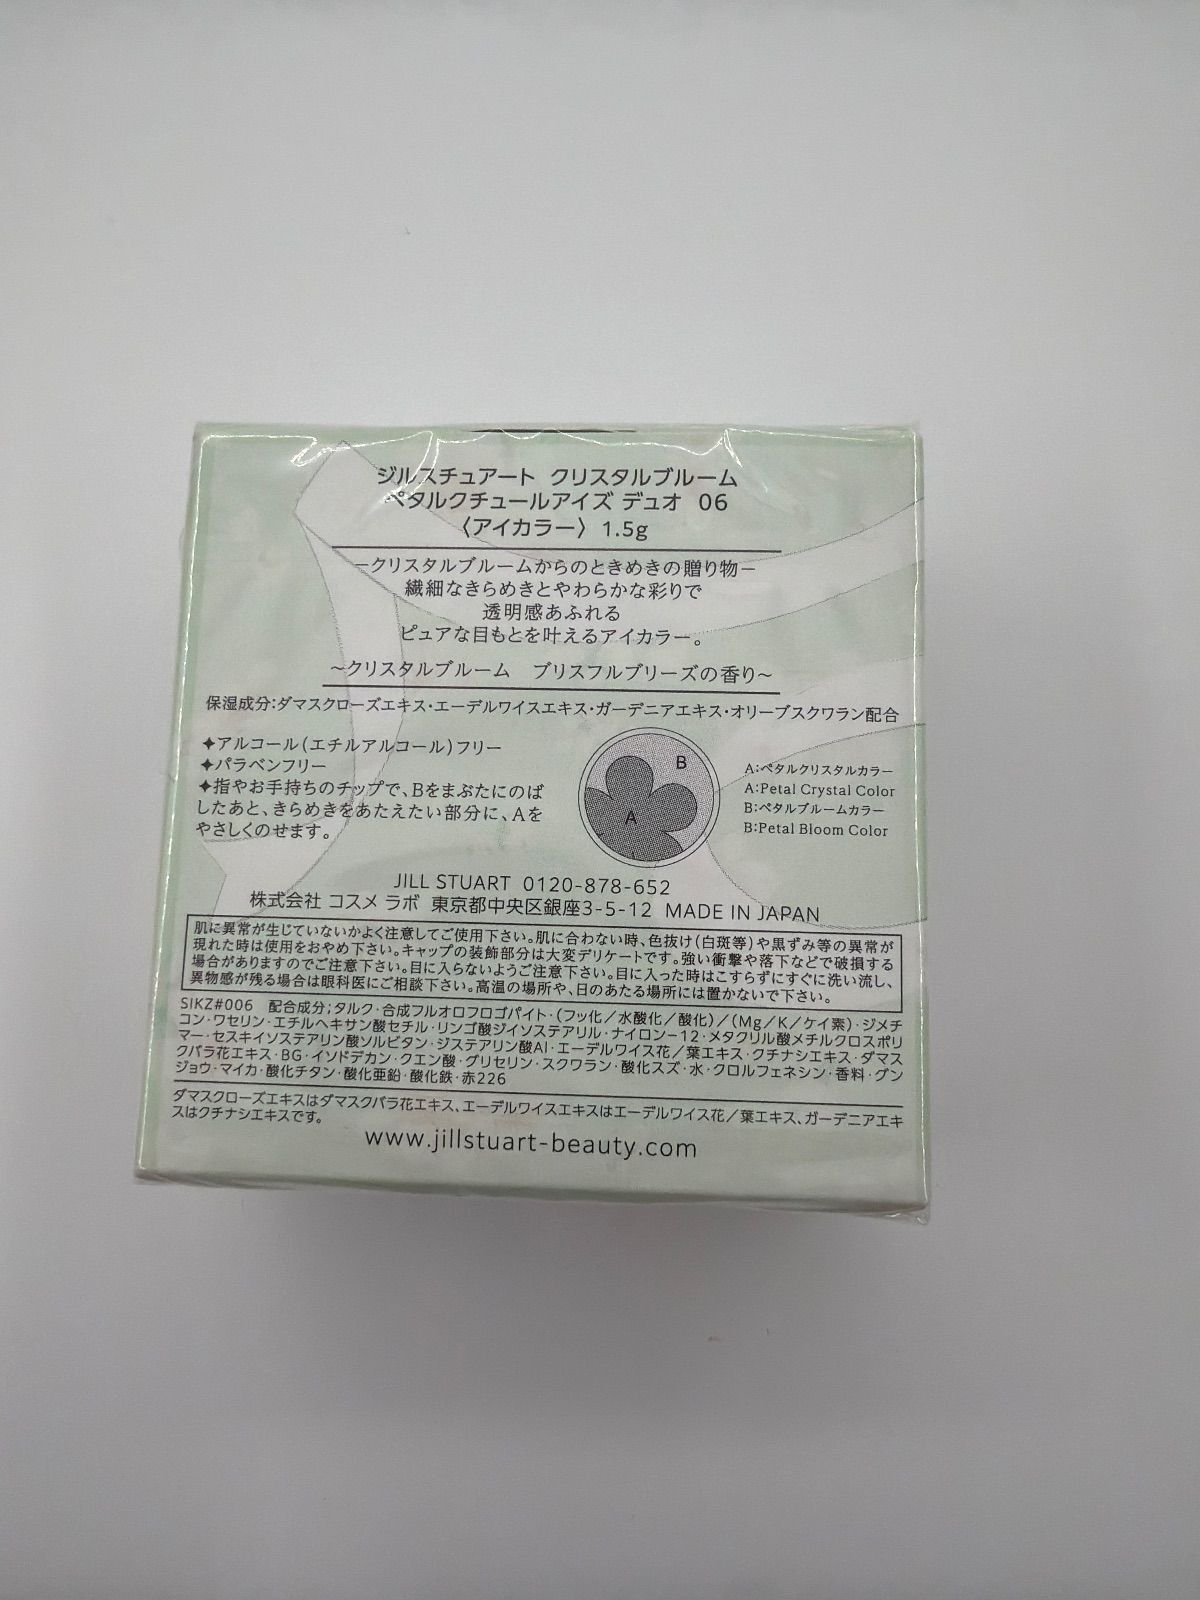 ジルスチュアート クリスタルブルーム
ペタルクチュールアイズ デュオ 06
〈アイカラー〉 1.5g
－クリスタルブルームからのときめきの贈り物－
繊細なきらめきとやわらかな彩りで
透明感あふれる
ピュアな目もとを叶えるアイカラー。
～クリスタルブルーム ブリスフルブリーズの香り～
保湿成分:ダマスクローズエキス・エーデルワイスエキス・ガーデニアエキス・オリーブスクワラン配合
✦アルコール(エチルアルコール)フリー
✦パラベンフリー
✦指やお手持ちのチップで、Bをまぶたにのば
したあと、きらめきをあたえたい部分に、Aを
やさしくのせます。
B
A
A:ペタルクリスタルカラー
A:Petal Crystal Color
B:ペタルブルームカラー
B:Petal Bloom Color
JILL STUART 0120-878-652
株式会社 コスメ ラボ 東京都中央区銀座3-5-12 MADE IN JAPAN
肌に異常が生じていないかよく注意してご使用下さい。肌に合わない時、色抜け(白斑等)や黒ずみ等の異常が
現れた時は使用をおやめ下さい。キャップの装飾部分は大変デリケートです。強い衝撃や落下などで破損する
場合がありますのでご注意下さい。目に入らないようご注意下さい。目に入った時はこすらずにすぐに洗い流し、
異物感が残る場合は眼科医にご相談下さい。高温の場所や、日のあたる場所には置かないで下さい。
SIKZ#006 配合成分;タルク・合成フルオロフロゴパイト・(フッ化/水酸化/酸化)/(Mg/K/ケイ素)・ジメチ
コン・ワセリン・エチルヘキサン酸セチル・リンゴ酸ジイソステアリル・ナイロン-12・メタクリル酸メチルクロスポリ
マー・セスキイソステアリン酸ソルビタン・ジステアリン酸Al・エーデルワイス花/葉エキス・クチナシエキス・ダマス
クバラ花エキス・BG・イソドデカン・クエン酸・グリセリン・スクワラン・酸化スズ・水・クロルフェネシン・香料・グン
ジョウ・マイカ・酸化チタン・酸化亜鉛・酸化鉄・赤226
ダマスクローズエキスはダマスクバラ花エキス、エーデルワイスエキスはエーデルワイス花/葉エキス、ガーデニアエキ
スはクチナシエキスです。
www.jillstuart-beauty.com